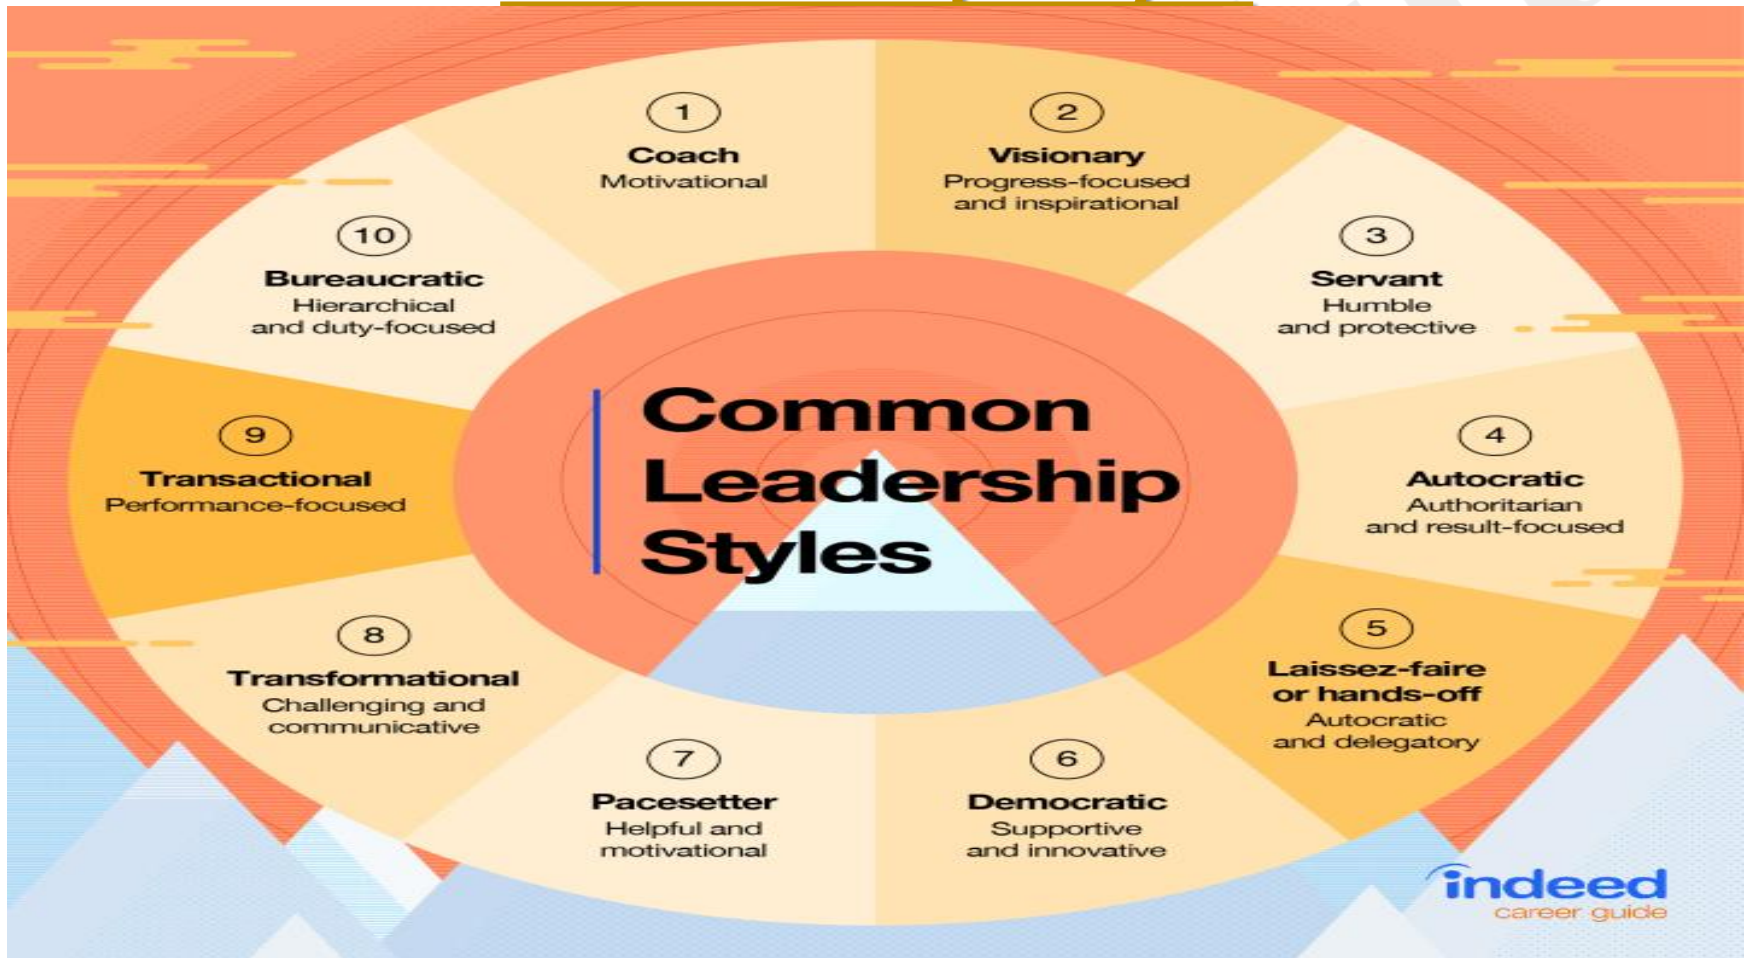 Common
Leadership
Styles
1
Coach
Motivational
2
Visionary
Progress-focused
and inspirational
3
Servant
Humble
and protective
4
Autocratic
Authoritarian
and result-focused
5
Laissez-faire
or hands-off
Autocratic
and delegatory
6
Democratic
Supportive
and innovative
7
Pacesetter
Helpful and
motivational
8
Transformational
Challenging and
communicative
9
Transactional
Performance-focused
10
Bureaucratic
Hierarchical
and duty-focused
indeed
career guide